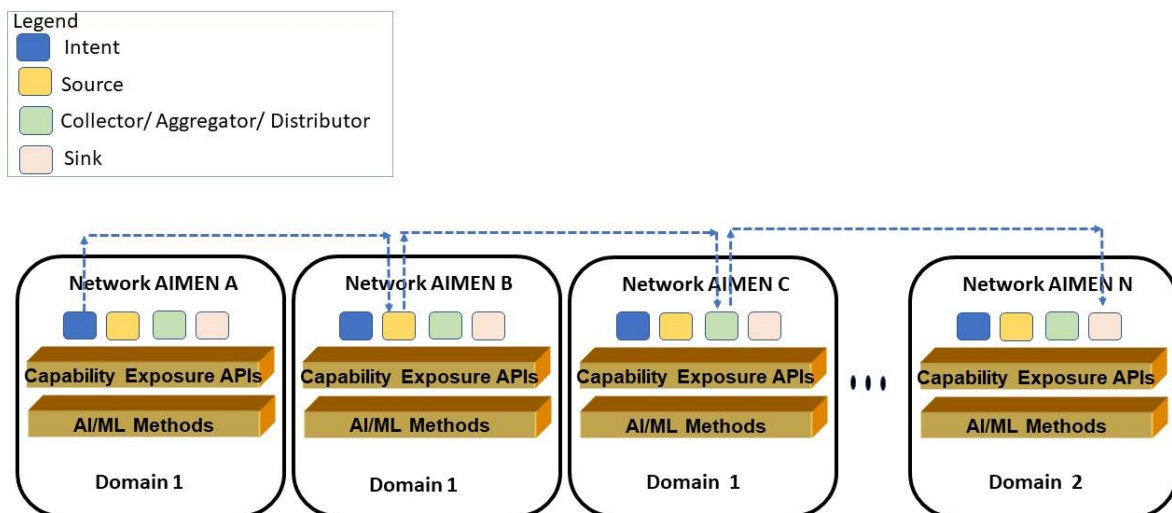 Legend
Intent
Source
Collector/ Aggregator/ Distributor
Sink
Network AIMEN A
Network AIMEN B
Network AIMEN C
Network AIMEN N
Capability Exposure APIs
Capability Exposure APIs
Capability Exposure APIs
Capability Exposure APIs
AI/ML Methods
AI/ML Methods
AI/ML Methods
AI/ML Methods
Domain 1
Domain 1
Domain 1
Domain 2